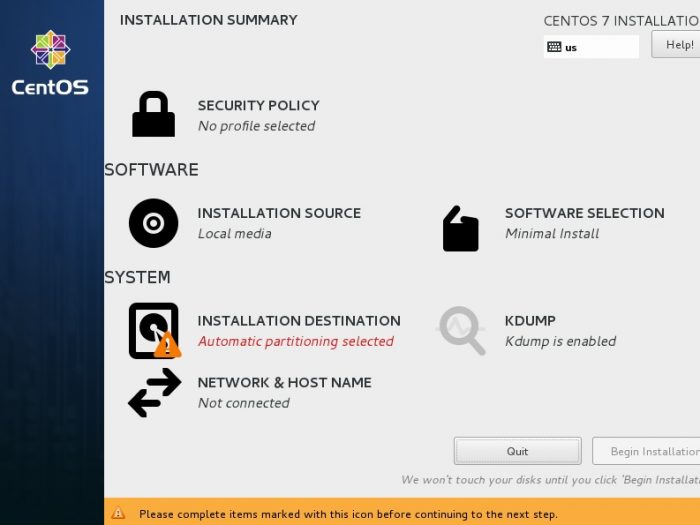 INSTALLATION SUMMARY
CENTOS 7 INSTALLATIO
us
Help!
CentOS
SECURITY POLICY
No profile selected
SOFTWARE
INSTALLATION SOURCE
Local media
SOFTWARE SELECTION
Minimal Install
SYSTEM
INSTALLATION DESTINATION
Automatic partitioning selected
KDUMP
Kdump is enabled
NETWORK & HOST NAME
Not connected
Quit
Begin Installation
We won't touch your disks until you click 'Begin Installati
Please complete items marked with this icon before continuing to the next step.